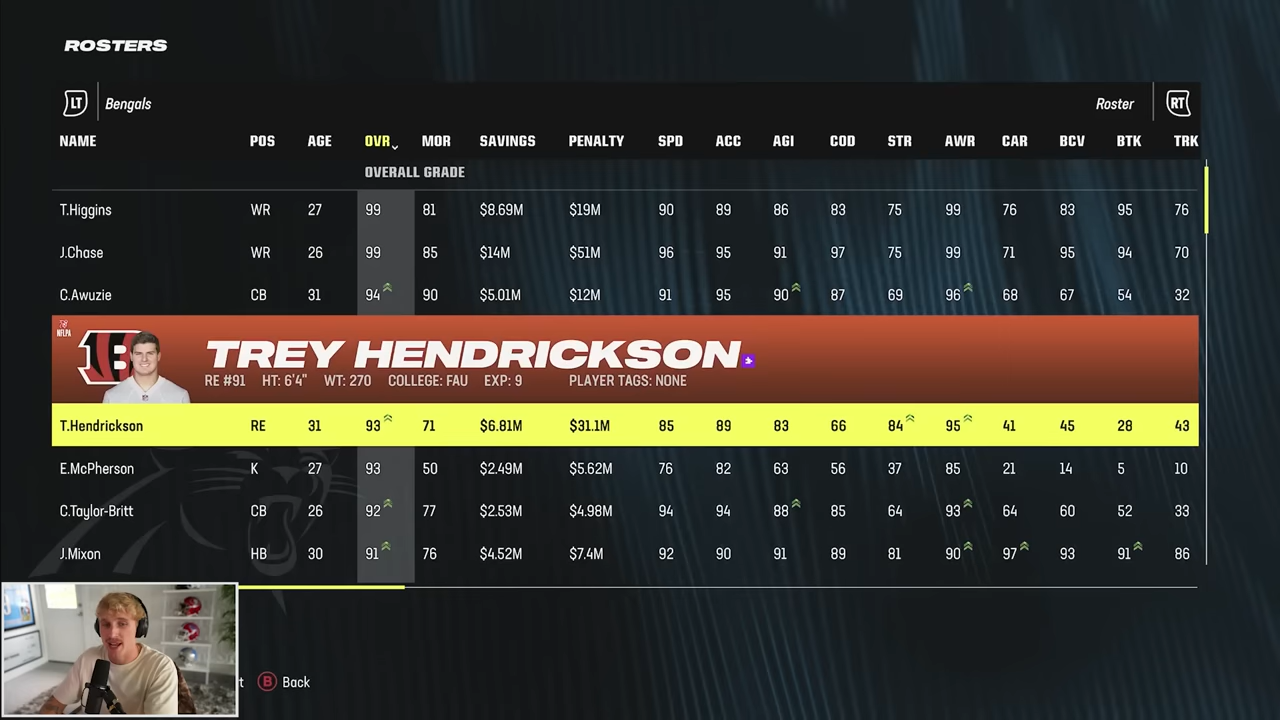 ROSTERS
LT Bengals Roster RT
NAME POS AGE OVR MOR SAVINGS PENALTY SPD ACC AGI COD STR AWR CAR BCV BTK TRK
OVERALL GRADE
T.Higgins WR 27 99 81 $8.69M $19M 90 89 86 83 75 99 76 83 95 76
J.Chase WR 26 99 85 $14M $51M 96 95 91 97 75 99 71 95 94 70
C.Awuzie CB 31 94 90 $5.01M $12M 91 95 90 87 69 96 68 67 54 32
NFLPA
B TREY HENDRICKSON
RE #91 HT: 6'4" WT: 270 COLLEGE: FAU EXP: 9 PLAYER TAGS: NONE
T.Hendrickson RE 31 93 71 $6.81M $31.1M 85 89 83 66 84 95 41 45 28 43
E.McPherson K 27 93 50 $2.49M $5.62M 76 82 63 56 37 85 21 14 5 10
C.Taylor-Britt CB 26 92 77 $2.53M $4.98M 94 94 88 85 64 93 64 60 52 33
J.Mixon HB 30 91 76 $4.52M $7.4M 92 90 91 89 81 90 97 93 91 86
t B Back